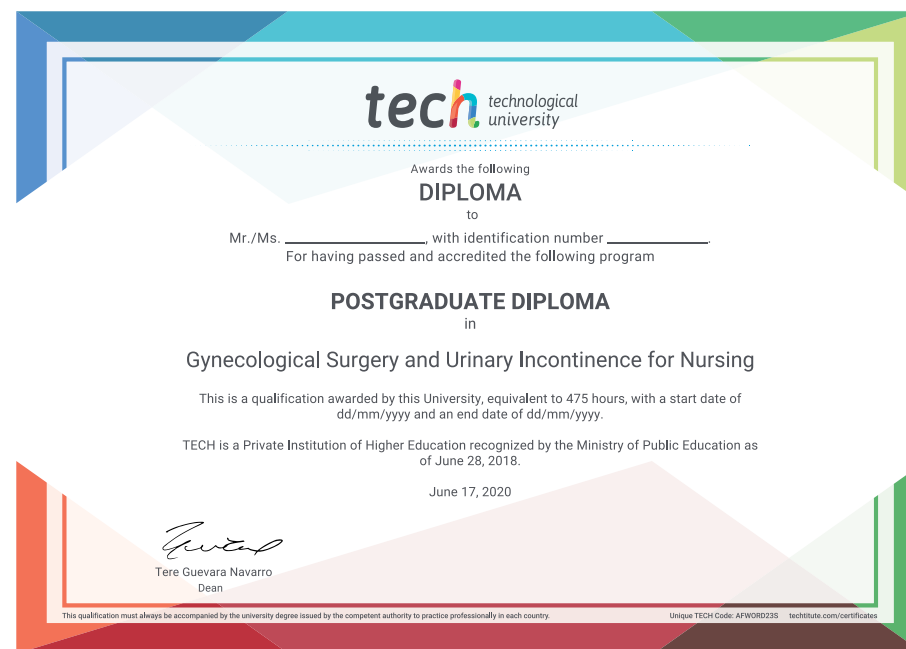 tech technological
university
Awards the following
DIPLOMA
to
Mr./Ms. ____________, with identification number ____________.
For having passed and accredited the following program
POSTGRADUATE DIPLOMA
in
Gynecological Surgery and Urinary Incontinence for Nursing
This is a qualification awarded by this University, equivalent to 475 hours, with a start date of
dd/mm/yyyy and an end date of dd/mm/yyyy.
TECH is a Private Institution of Higher Education recognized by the Ministry of Public Education as
of June 28, 2018.
June 17, 2020
Tere Guevara Navarro
Dean
This qualification must always be accompanied by the university degree issued by the competent authority to practice professionally in each country. Unique TECH Code: AFWORD23S techtitute.com/certificates